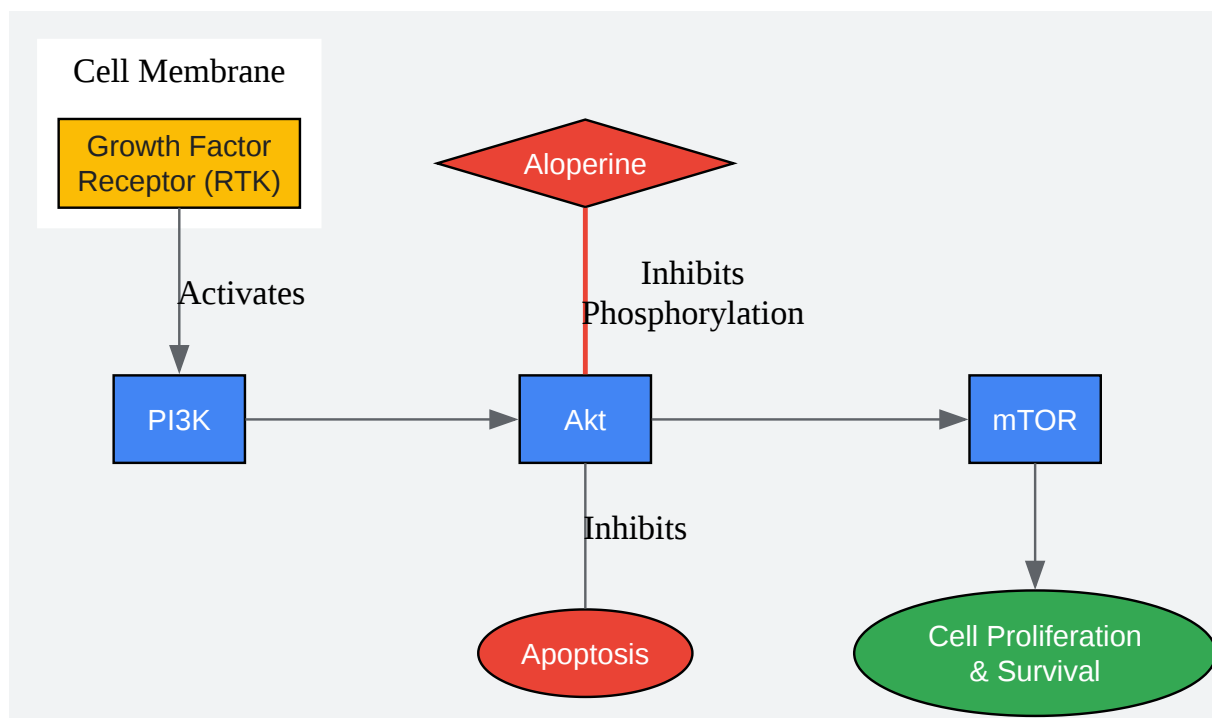 Cell Membrane
Growth Factor
Receptor (RTK)
Aloperine
Activates
Inhibits
Phosphorylation
PI3K
Akt
mTOR
Inhibits
Apoptosis
Cell Proliferation
& Survival